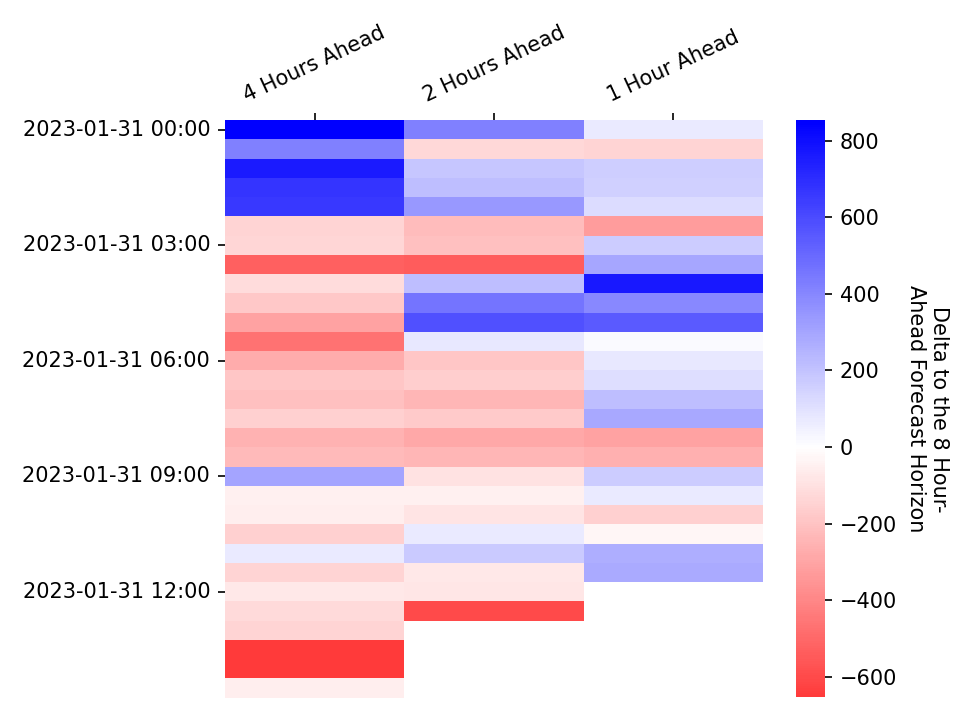 4 Hours Ahead
2 Hours Ahead
1 Hour Ahead
2023-01-31 00:00
2023-01-31 03:00
2023-01-31 06:00
2023-01-31 09:00
2023-01-31 12:00
800
600
400
200
0
−200
−400
−600
Delta to the 8 Hour-
Ahead Forecast Horizon